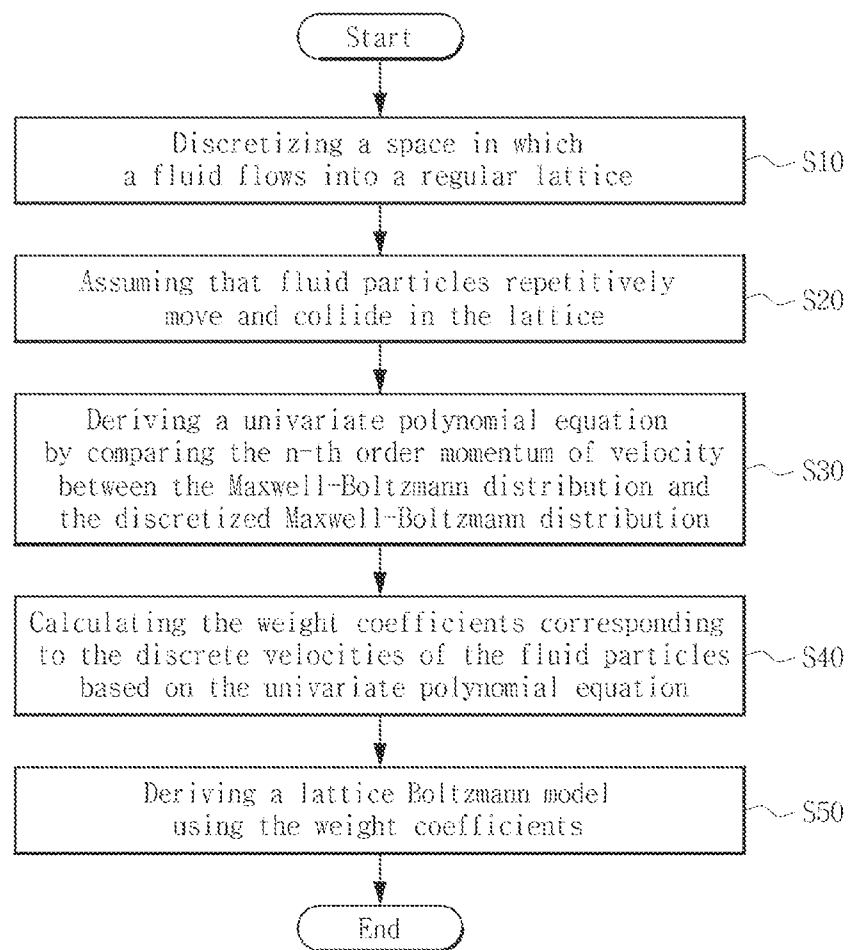 Start
Discretizing a space in which
a fluid flows into a regular lattice
S10
Assuming that fluid particles repetitively
move and collide in the lattice
S20
Deriving a univariate polynomial equation
by comparing the n-th order momentum of velocity
between the Maxwell-Boltzmann distribution and
the discretized Maxwell-Boltzmann distribution
S30
Calculating the weight coefficients corresponding
to the discrete velocities of the fluid particles
based on the univariate polynomial equation
S40
Deriving a lattice Boltzmann model
using the weight coefficients
S50
End